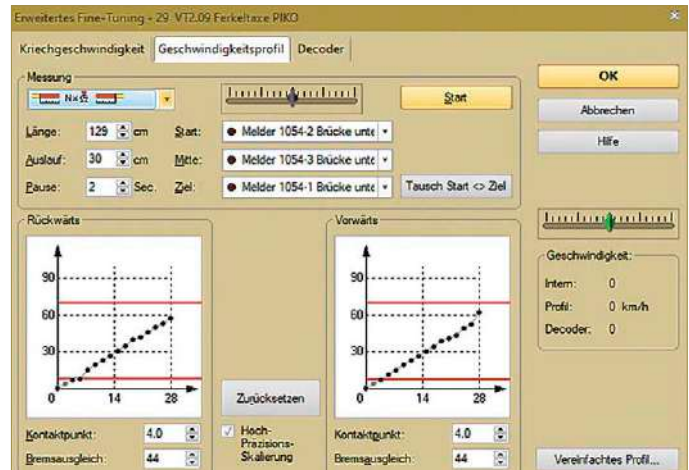 Erweitertes Fine-Tuning - 29 VT2.09 Ferkeltaxe PIKO
Kriechgeschwindigkeit Geschwindigkeitsprofil Decoder
Messung
Start
Länge: 129 cm Start: Melder 1054-2 Brücke unte
Auslauf: 30 cm Mitte: Melder 1054-3 Brücke unte
Pause: 2 Sec. Ziel: Melder 1054-1 Brücke unte Tausch Start <> Ziel
OK
Abbrechen
Hilfe
Rückwärts
90
60
30
0 14 28
Kontaktpunkt: 4.0
Bremsausgleich: 44
Zurücksetzen
Hoch-
Präzisions-
Skalierung
Vorwärts
90
60
30
0 14 28
Kontaktpunkt: 4.0
Bremsausgleich: 44
Geschwindigkeit:
Intern: 0
Profil: 0 km/h
Decoder: 0
Vereinfachtes Profil...